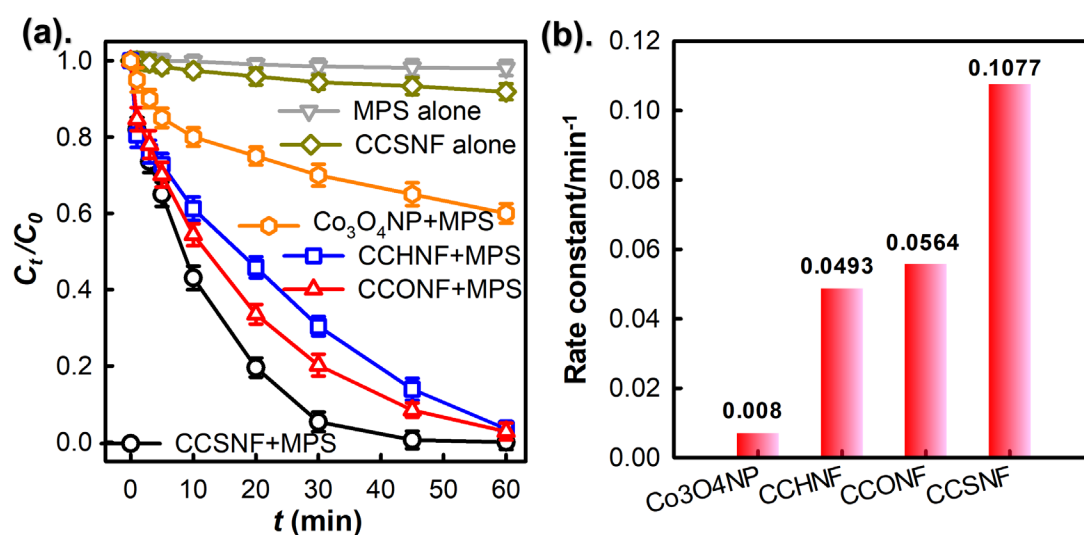 (a).
C_t/C_0
1.0
0.8
0.6
0.4
0.2
0.0
MPS alone
CCSNF alone
Co₃O₄NP+MPS
CCHNF+MPS
CCONF+MPS
CCSNF+MPS
0 10 20 30 40 50 60
t (min)
(b).
Rate constant/min⁻¹
0.12
0.10
0.08
0.06
0.04
0.02
0.00
0.008
0.0493
0.0564
0.1077
Co3O4NP
CCHNF
CCONF
CCSNF